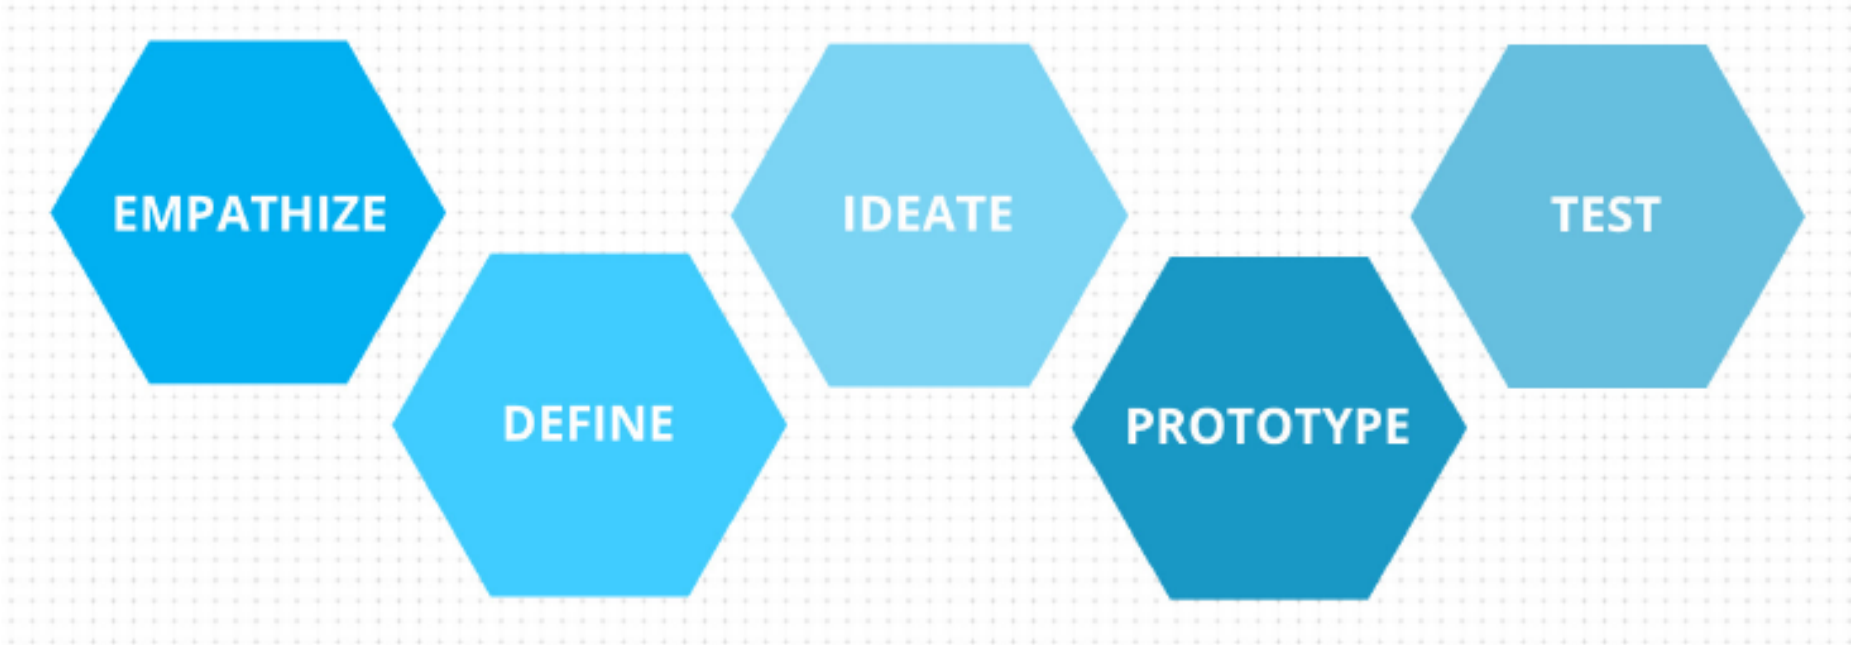 EMPATHIZE
DEFINE
IDEATE
PROTOTYPE
TEST